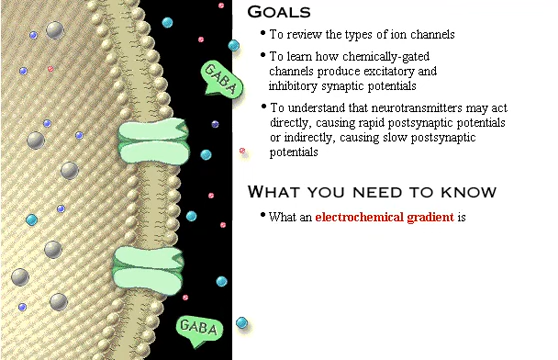 GOALS
• To review the types of ion channels
• To learn how chemically-gated
channels produce excitatory and
inhibitory synaptic potentials
• To understand that neurotransmitters may act
directly, causing rapid postsynaptic potentials
or indirectly, causing slow postsynaptic
potentials
WHAT YOU NEED TO KNOW
• What an electrochemical gradient is
GABA
GABA